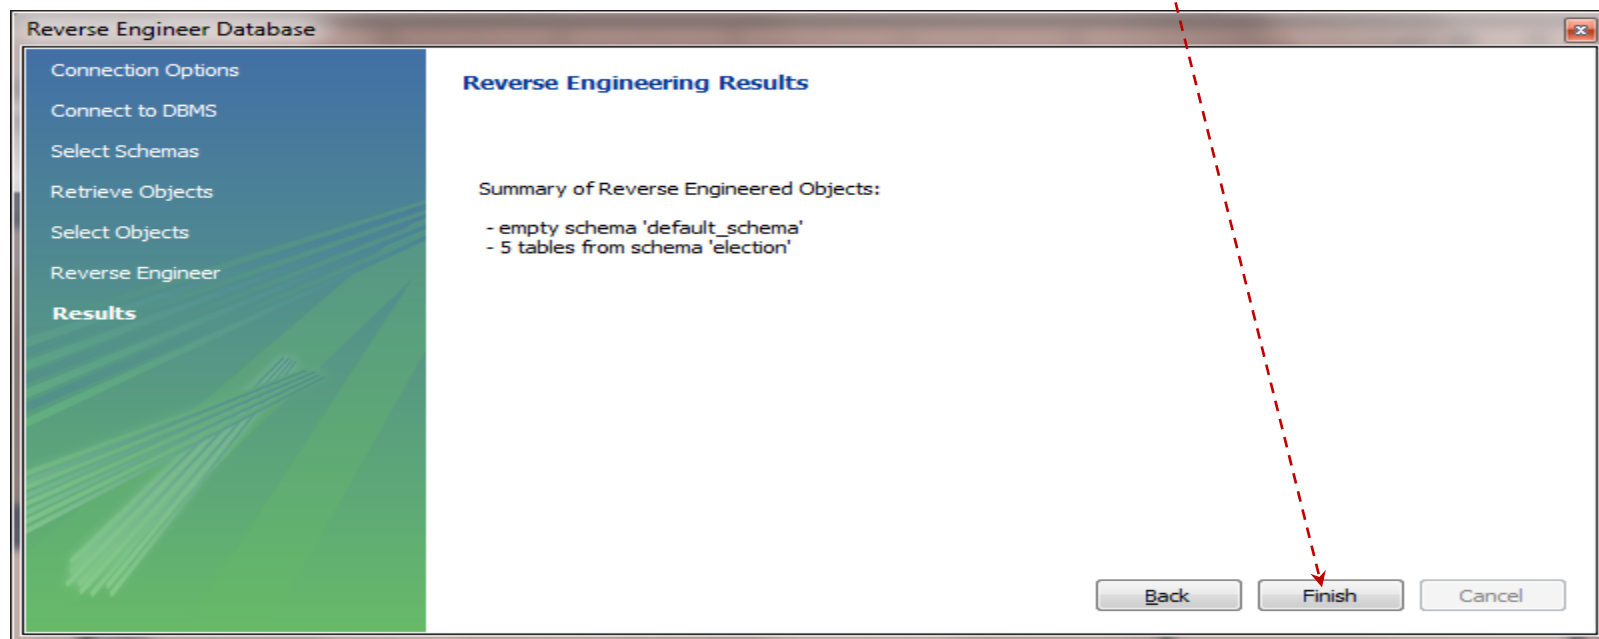 Reverse Engineer Database
Connection Options
Connect to DBMS
Select Schemas
Retrieve Objects
Select Objects
Reverse Engineer
Results
Reverse Engineering Results
Summary of Reverse Engineered Objects:
- empty schema 'default_schema'
- 5 tables from schema 'election'
Back
Finish
Cancel